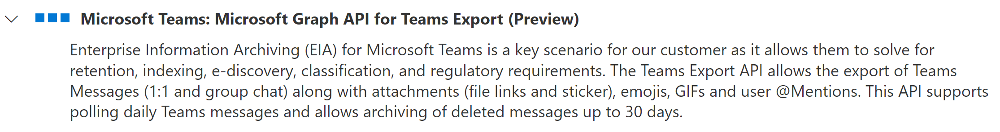 Microsoft Teams: Microsoft Graph API for Teams Export (Preview)
Enterprise Information Archiving (EIA) for Microsoft Teams is a key scenario for our customer as it allows them to solve for
retention, indexing, e-discovery, classification, and regulatory requirements. The Teams Export API allows the export of Teams
Messages (1:1 and group chat) along with attachments (file links and sticker), emojis, GIFs and user @Mentions. This API supports
polling daily Teams messages and allows archiving of deleted messages up to 30 days.